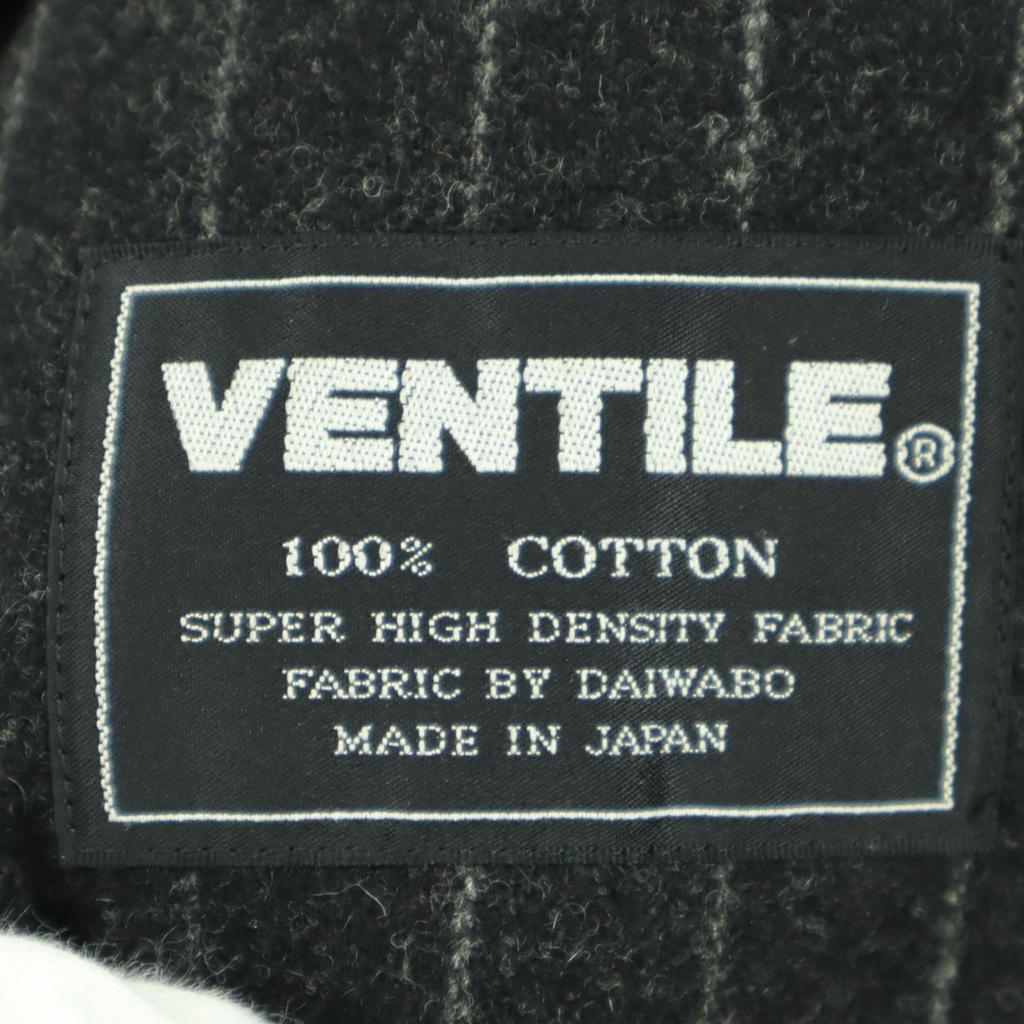 VENTILE®
100% COTTON
SUPER HIGH DENSITY FABRIC
FABRIC BY DAIWABO
MADE IN JAPAN